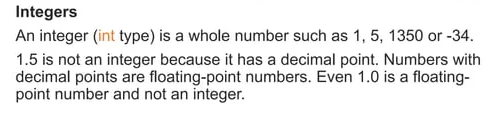 Integers
An integer (int type) is a whole number such as 1, 5, 1350 or -34.
1.5 is not an integer because it has a decimal point. Numbers with
decimal points are floating-point numbers. Even 1.0 is a floating-
point number and not an integer.